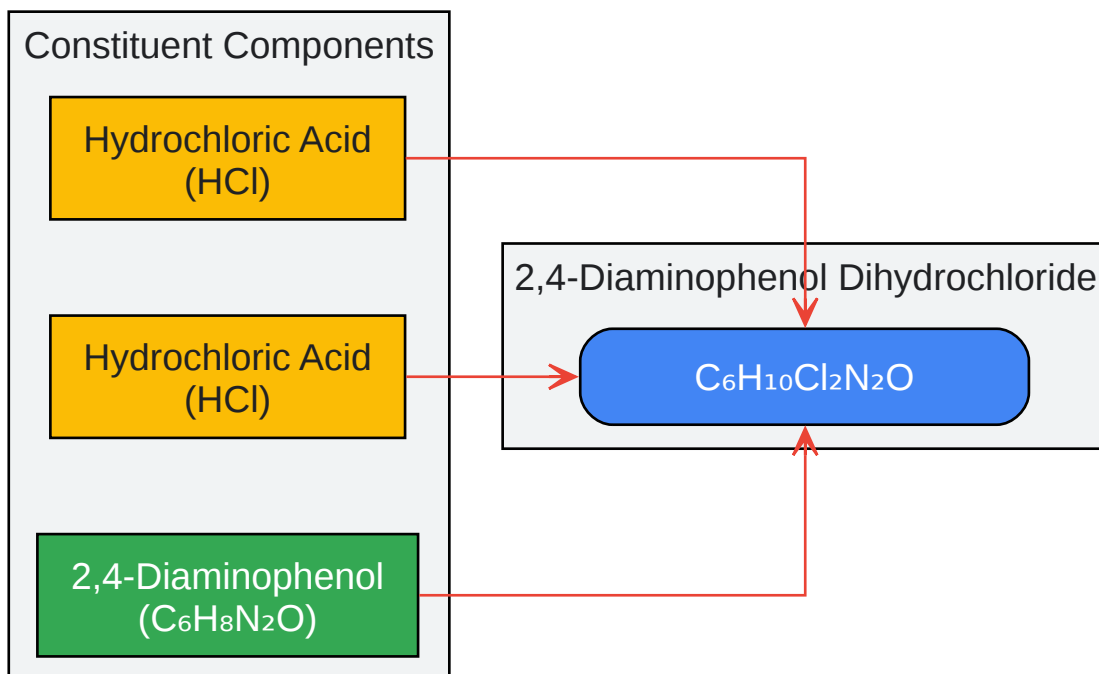 Constituent Components
Hydrochloric Acid
(HCl)
2,4-Diaminophenol Dihydrochloride
Hydrochloric Acid
(HCl)
C₆H₁₀Cl₂N₂O
2,4-Diaminophenol
(C₆H₈N₂O)